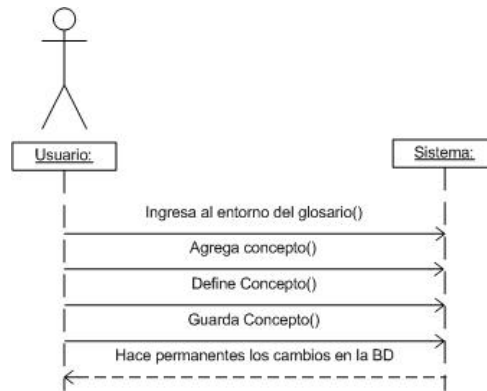 Usuario:
Sistema:
Ingresa al entorno del glosario()
Agrega concepto()
Define Concepto()
Guarda Concepto()
Hace permanentes los cambios en la BD